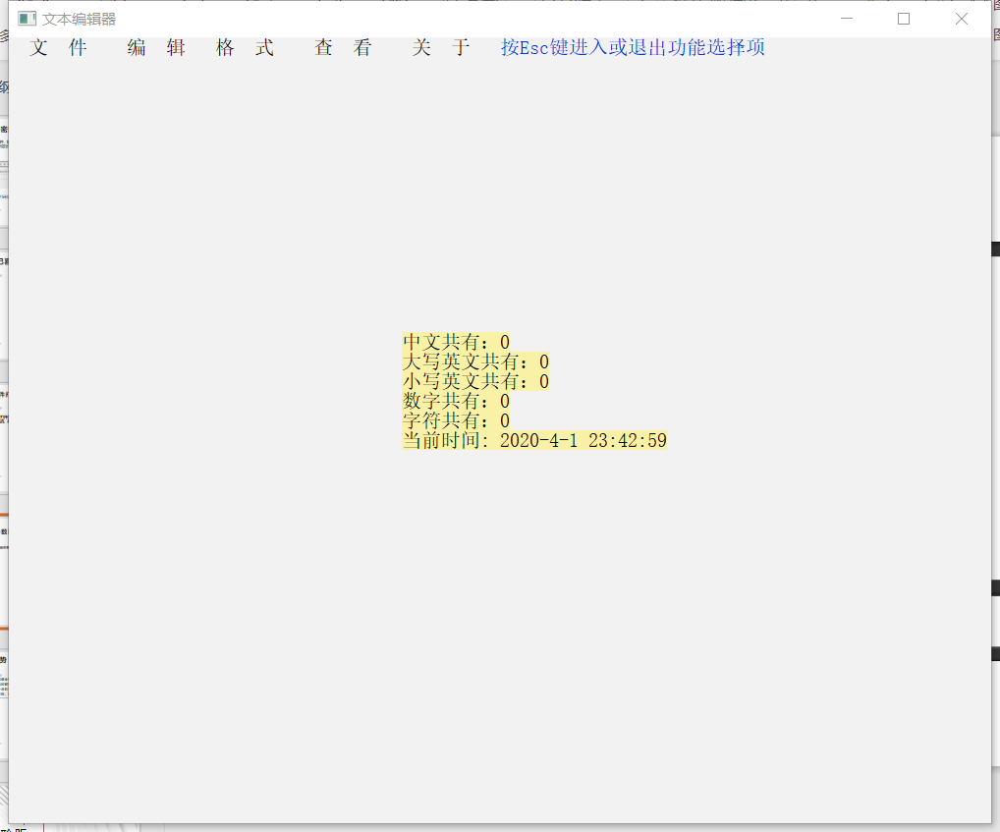 文本编辑器
文 件 编 辑 格 式 查 看 关 于 按Esc键进入或退出功能选择项
中文共有：0
大写英文共有：0
小写英文共有：0
数字共有：0
字符共有：0
当前时间: 2020-4-1 23:42:59